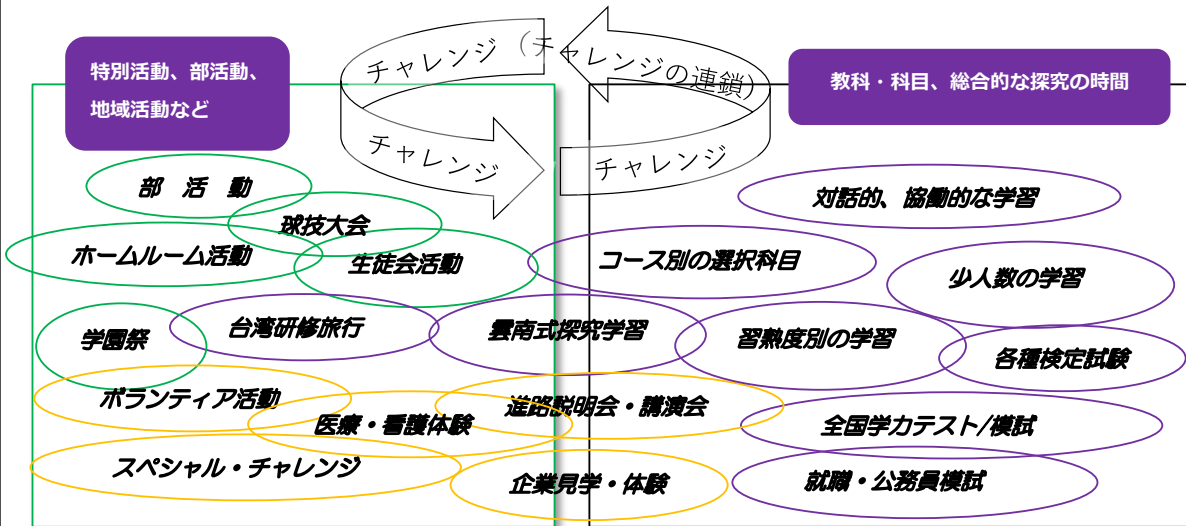 チャレンジ（チャレンジの連鎖）
特別活動、部活動、
地域活動など
教科・科目、総合的な探究の時間
チャレンジ
チャレンジ
部　活　動
球技大会
対話的、協働的な学習
ホームルーム活動
生徒会活動
コース別の選択科目
少人数の学習
学園祭
台湾研修旅行
雲南式探究学習
習熟度別の学習
各種検定試験
ボランティア活動
医療・看護体験
進路説明会・講演会
全国学力テスト/模試
スペシャル・チャレンジ
企業見学・体験
就職・公務員模試